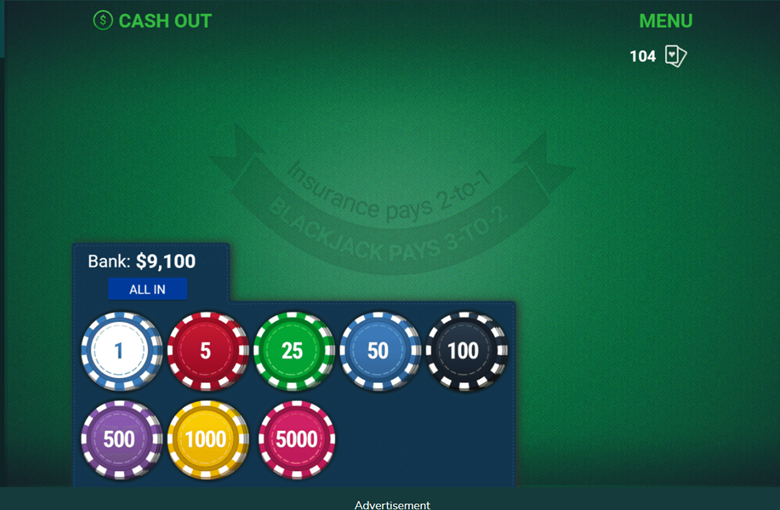 $ CASH OUT
MENU
104
Insurance pays 2-to-1
BLACKJACK PAYS 3-TO-2
Bank: $9,100
ALL IN
1 5 25 50 100
500 1000 5000
Advertisement